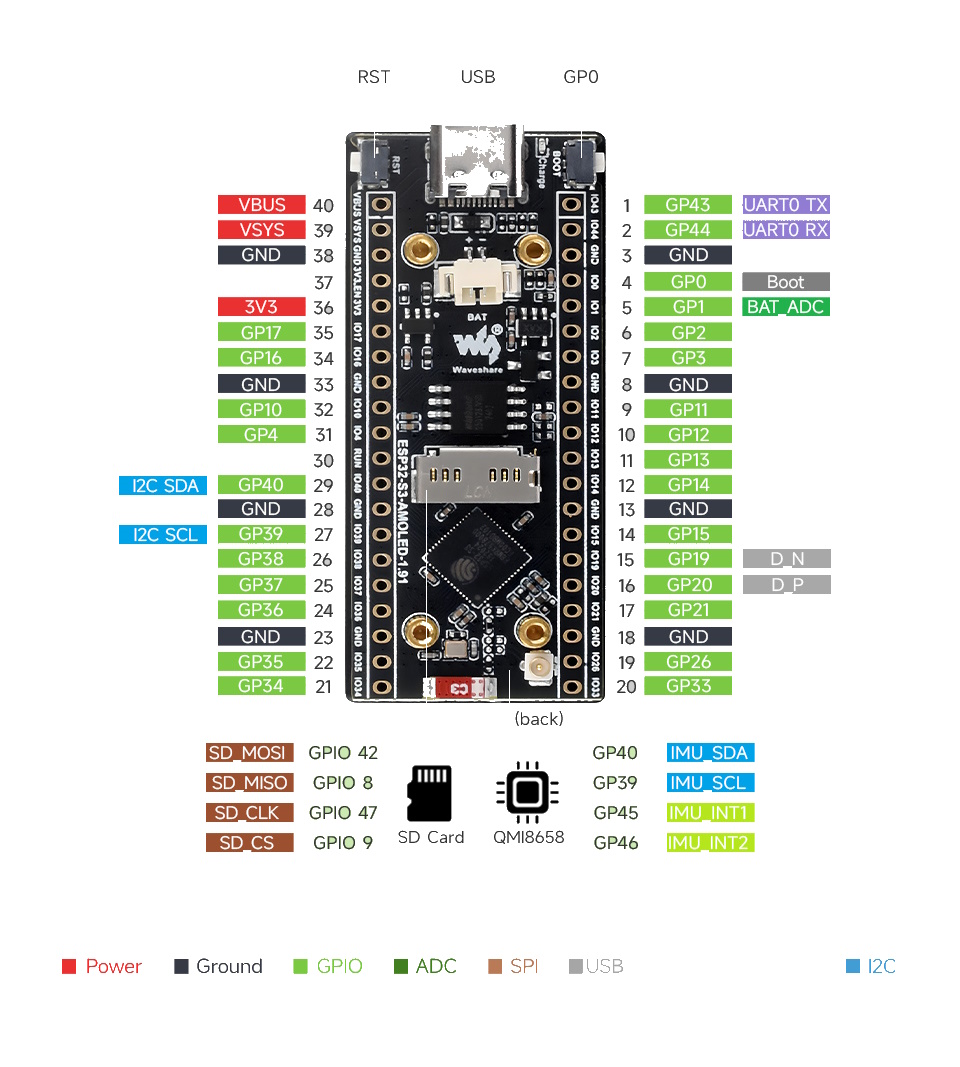 RST USB GP0
RST
Charge
BOOT
VBUS 40 VBUS IO43 1 GP43 UART0 TX
VSYS 39 VSYS IO44 2 GP44 UART0 RX
GND 38 GND GND 3 GND
37 3V3.EN IO0 4 GP0 Boot
3V3 36 3V3 IO1 5 GP1 BAT_ADC
BAT
GP17 35 IO17 IO2 6 GP2
GP16 34 IO16 IO3 7 GP3
Waveshare
GND 33 GND GND 8 GND
GP10 32 IO10 IO11 9 GP11
GP4 31 IO4 IO12 10 GP12
30 RUN IO13 11 GP13
I2C SDA GP40 29 IO40 IO14 12 GP14
GND 28 GND GND 13 GND
I2C SCL GP39 27 IO39 IO15 14 GP15
GP38 26 IO38 IO19 15 GP19 D_N
GP37 25 IO37 IO20 16 GP20 D_P
GP36 24 IO36 IO21 17 GP21
GND 23 GND GND 18 GND
GP35 22 IO35 IO26 19 GP26
GP34 21 IO34 IO33 20 GP33
ESP32-S3-AMOLED-1.91
C3
(back)
SD_MOSI GPIO 42 GP40 IMU_SDA
SD_MISO GPIO 8 GP39 IMU_SCL
SD_CLK GPIO 47 GP45 IMU_INT1
SD_CS GPIO 9 SD Card QMI8658 GP46 IMU_INT2
Power Ground GPIO ADC SPI USB I2C